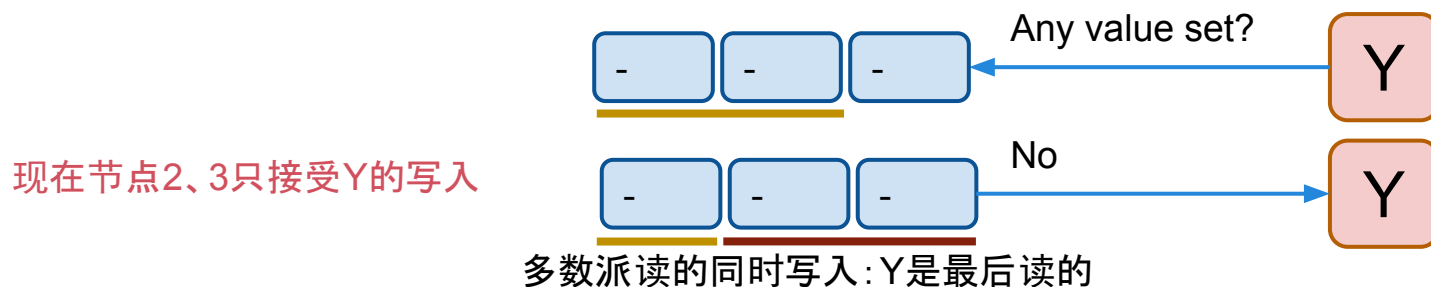 Any value set?
- - -
Y
现在节点2、3只接受Y的写入
No
- - -
Y
多数派读的同时写入:Y是最后读的